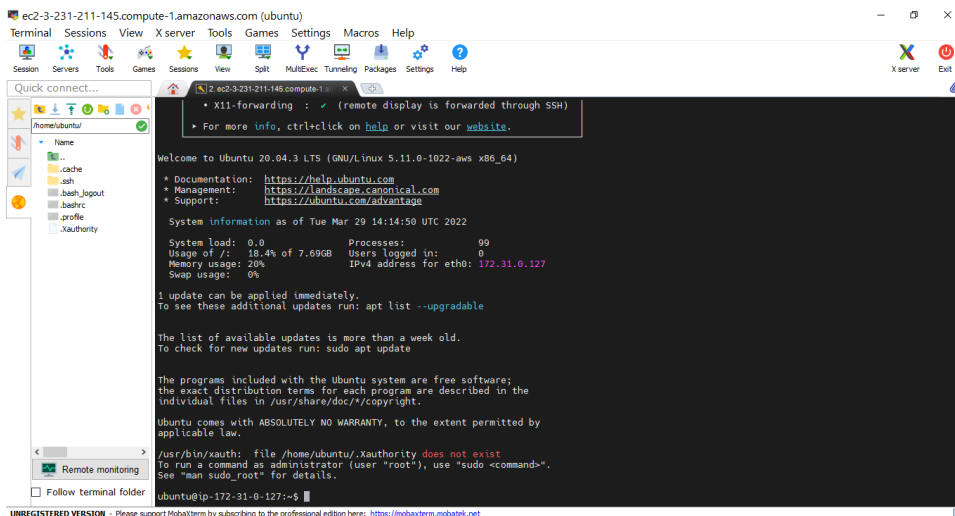 ec2-3-231-211-145.compute-1.amazonaws.com (ubuntu)
Terminal Sessions View X server Tools Games Settings Macros Help
Session Servers Tools Games Sessions View Split MultiExec Tunneling Packages Settings Help X server Exit
Quick connect...
2. ec2-3-231-211-145.compute-1.a
/home/ubuntu/
Name
..
.cache
.ssh
.bash_logout
.bashrc
.profile
.Xauthority
• X11-forwarding : ✓ (remote display is forwarded through SSH)
➤ For more info, ctrl+click on help or visit our website.
Welcome to Ubuntu 20.04.3 LTS (GNU/Linux 5.11.0-1022-aws x86_64)
* Documentation: https://help.ubuntu.com
* Management: https://landscape.canonical.com
* Support: https://ubuntu.com/advantage
System information as of Tue Mar 29 14:14:50 UTC 2022
System load: 0.0 Processes: 99
Usage of /: 18.4% of 7.69GB Users logged in: 0
Memory usage: 20% IPv4 address for eth0: 172.31.0.127
Swap usage: 0%
1 update can be applied immediately.
To see these additional updates run: apt list --upgradable
The list of available updates is more than a week old.
To check for new updates run: sudo apt update
The programs included with the Ubuntu system are free software;
the exact distribution terms for each program are described in the
individual files in /usr/share/doc/*/copyright.
Ubuntu comes with ABSOLUTELY NO WARRANTY, to the extent permitted by
applicable law.
/usr/bin/xauth: file /home/ubuntu/.Xauthority does not exist
To run a command as administrator (user "root"), use "sudo <command>".
See "man sudo_root" for details.
ubuntu@ip-172-31-0-127:~$
Remote monitoring
Follow terminal folder
UNREGISTERED VERSION - Please support MobaXterm by subscribing to the professional edition here: https://mobaxterm.mobatek.net